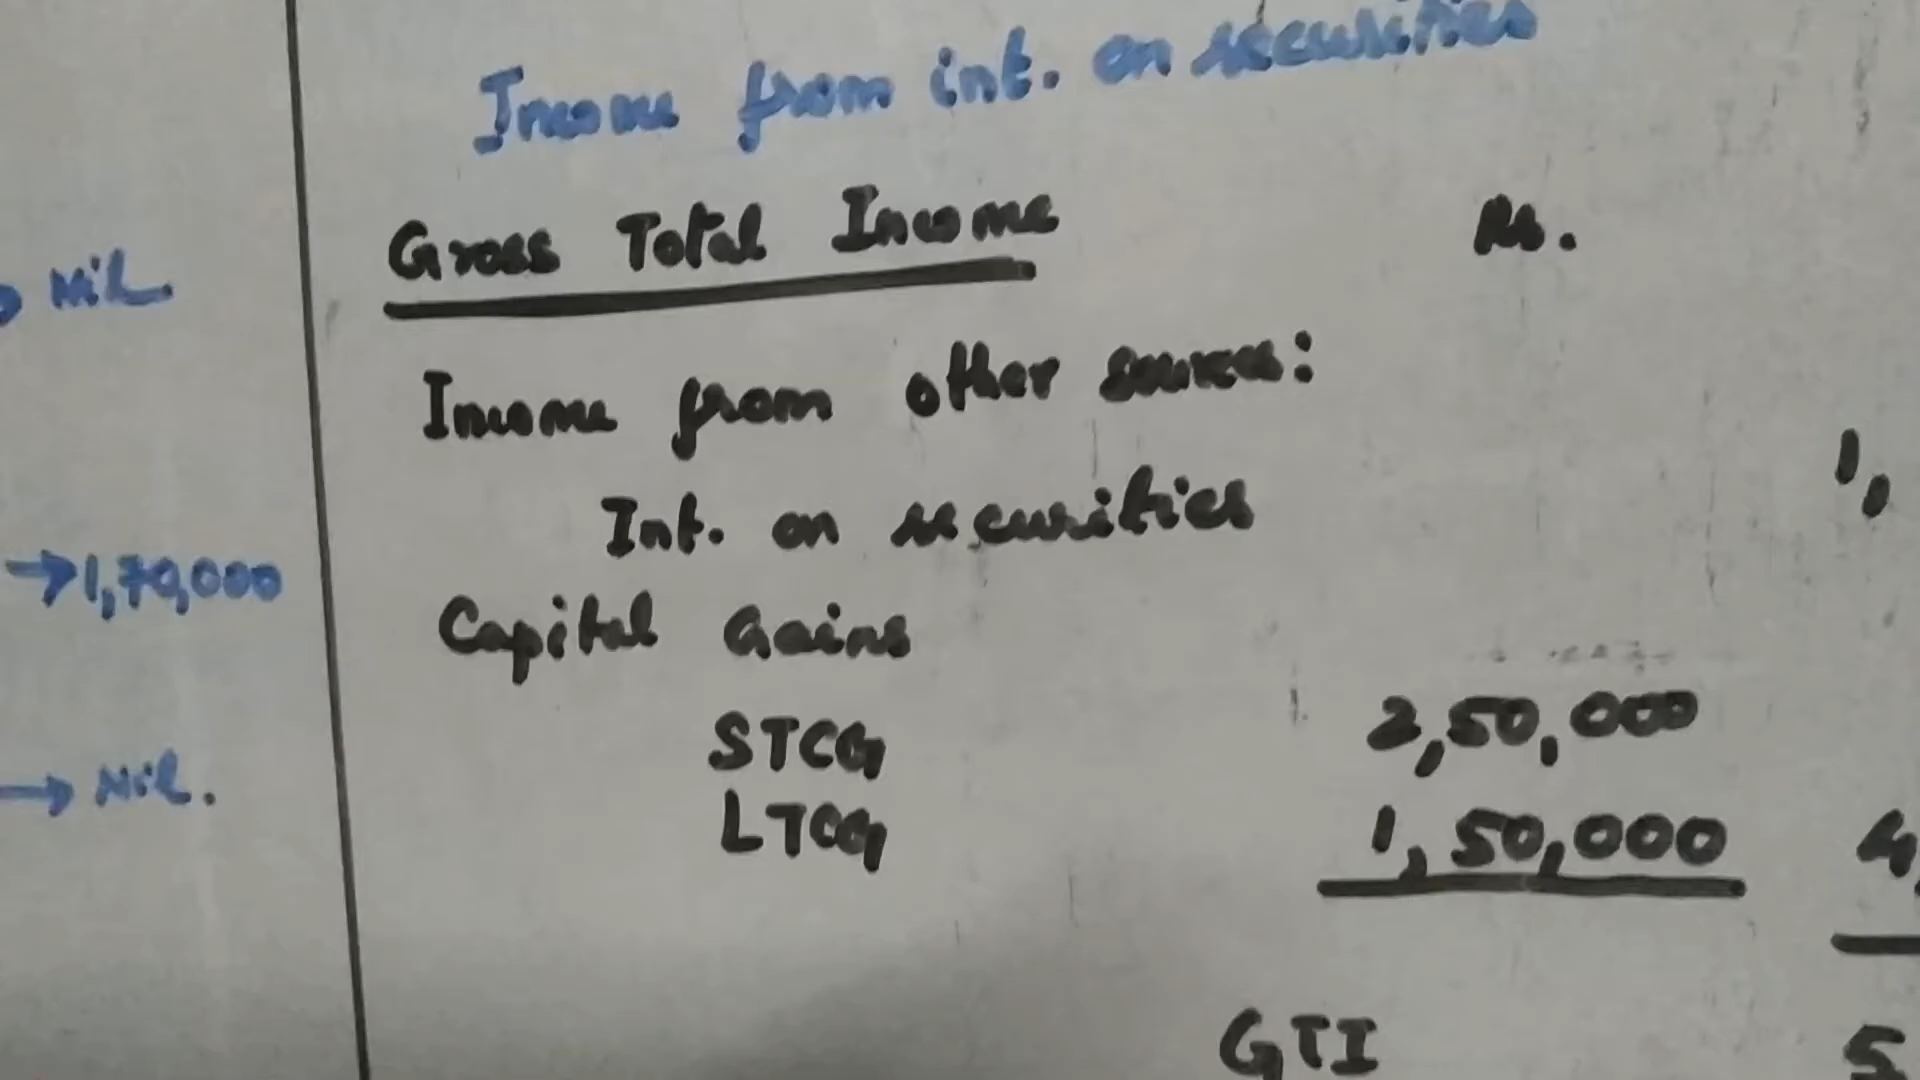 Income from int. on securities
Gross Total Income Rs.
→ Nil.
Income from other sources:
Int. on securities 1,
→ 1,70,000
Capital Gains
STCG 2,50,000
→ Nil.
LTCG 1,50,000 4,
GTI 5